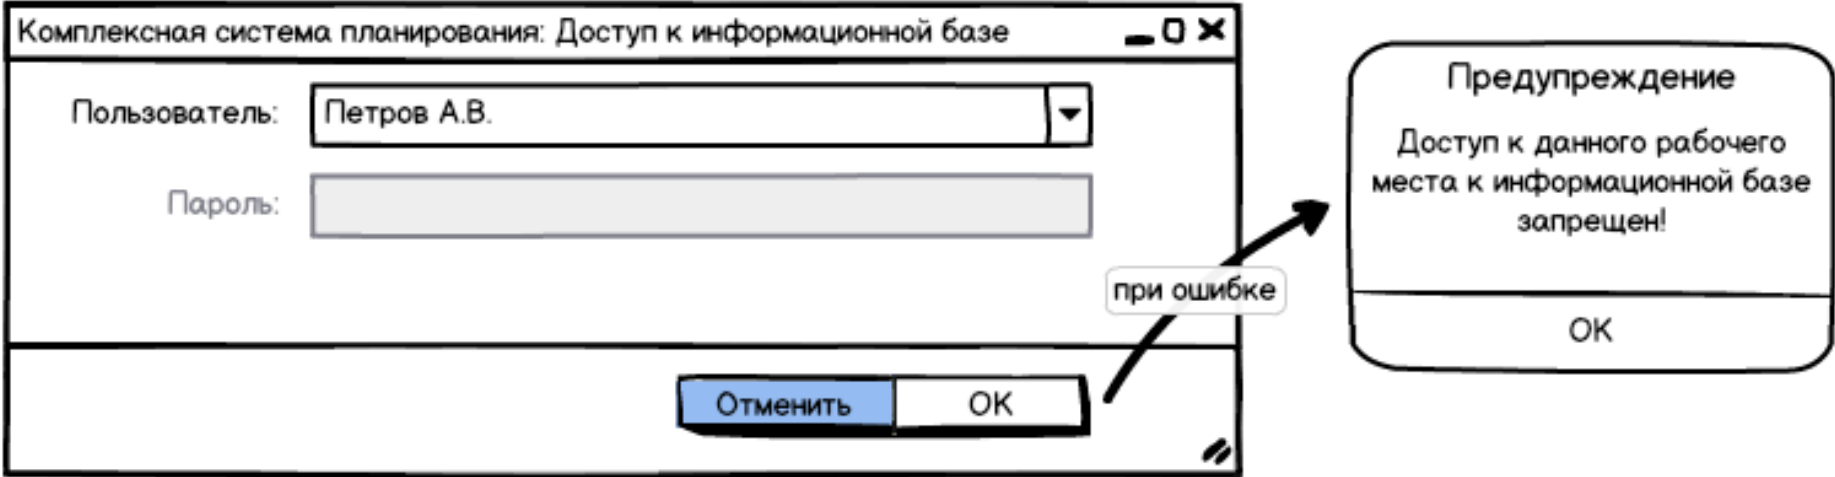 Комплексная система планирования: Доступ к информационной базе
Пользователь: Петров А.В.
Пароль:
при ошибке
Отменить OK
Предупреждение
Доступ к данного рабочего
места к информационной базе
запрещен!
OK